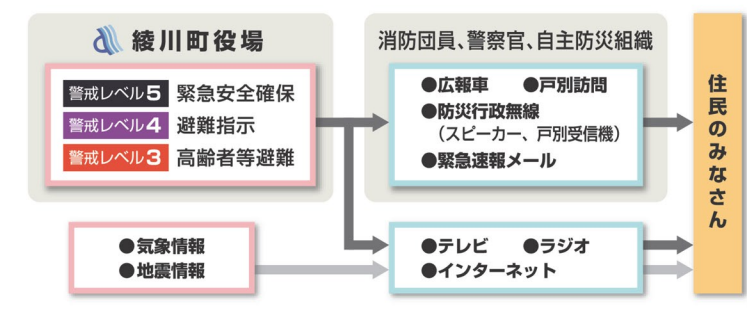 綾川町役場
警戒レベル5 緊急安全確保
警戒レベル4 避難指示
警戒レベル3 高齢者等避難
●気象情報
●地震情報
消防団員、警察官、自主防災組織
●広報車 ●戸別訪問
●防災行政無線
（スピーカー、戸別受信機）
●緊急速報メール
●テレビ ●ラジオ
●インターネット
住民のみなさん